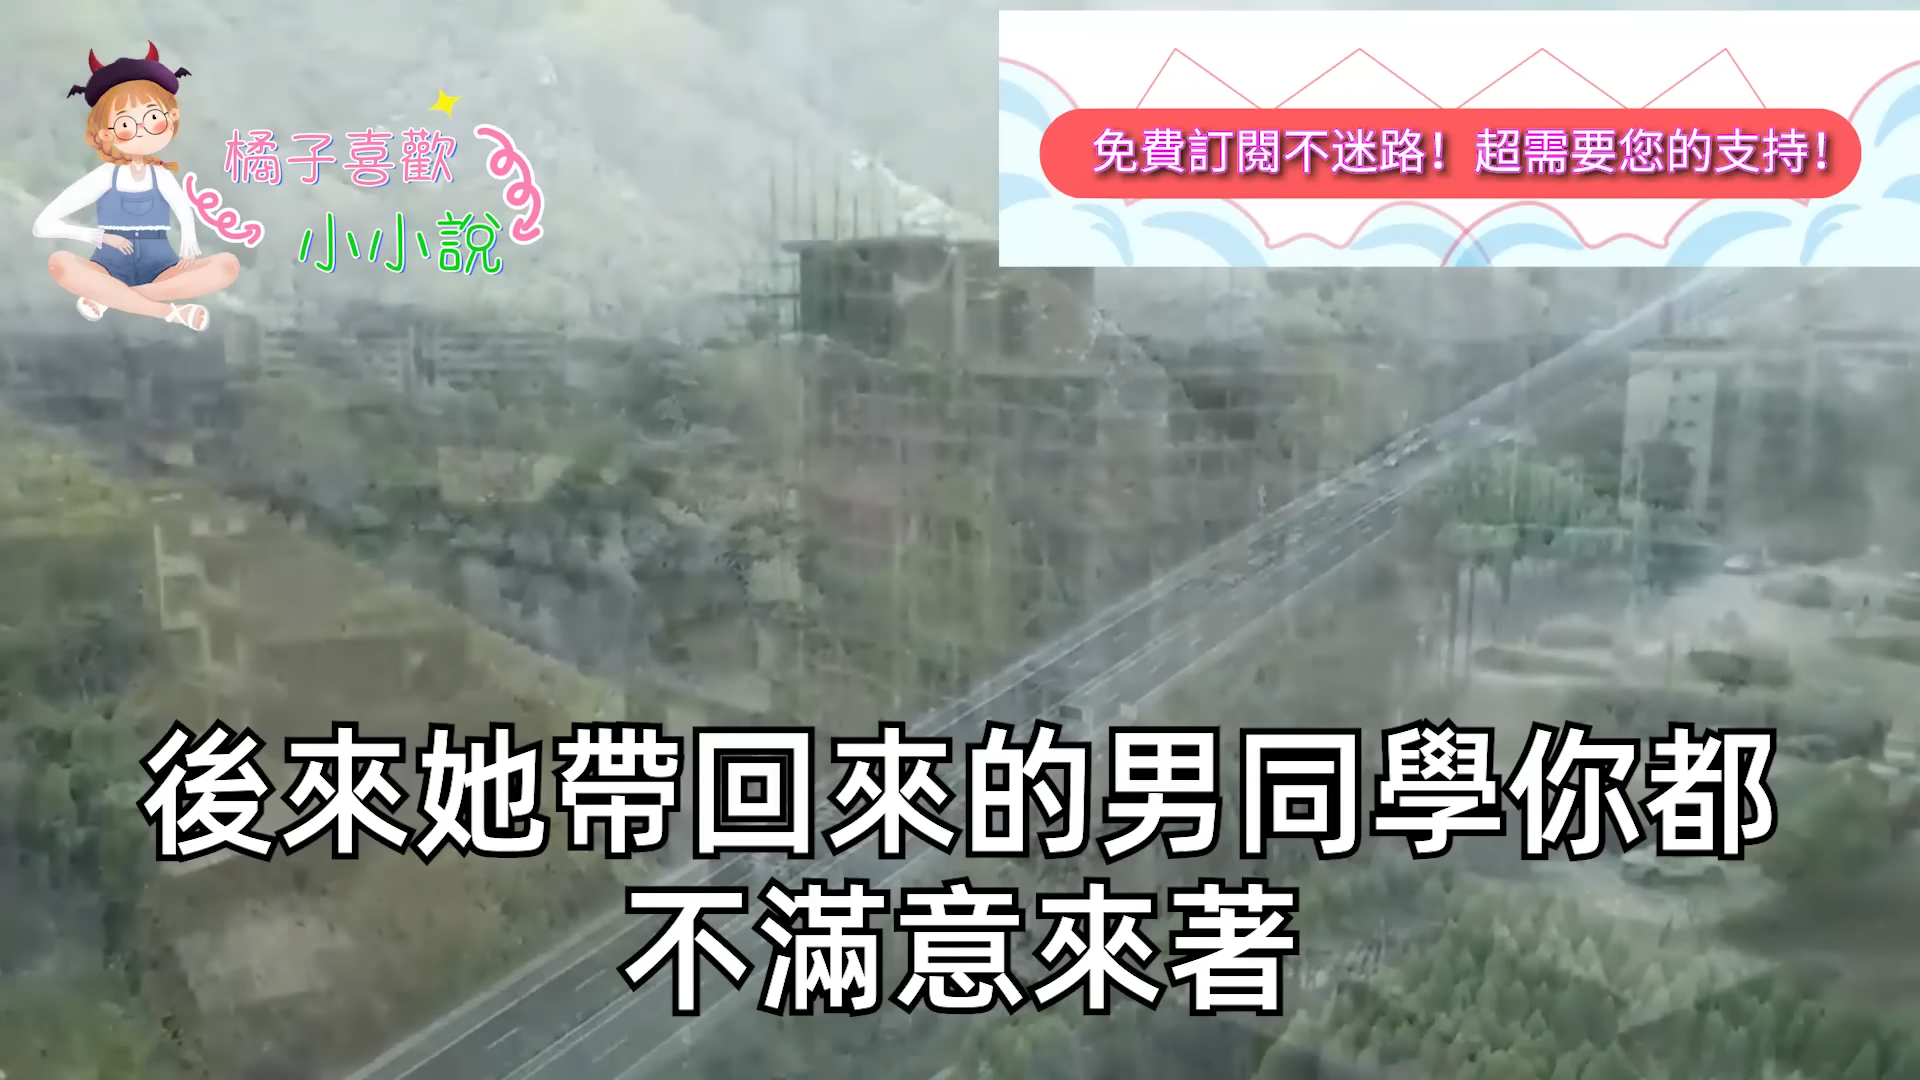 橘子喜歡
小小說
免費訂閱不迷路！超需要您的支持！
後來她帶回來的男同學你都
不滿意來著